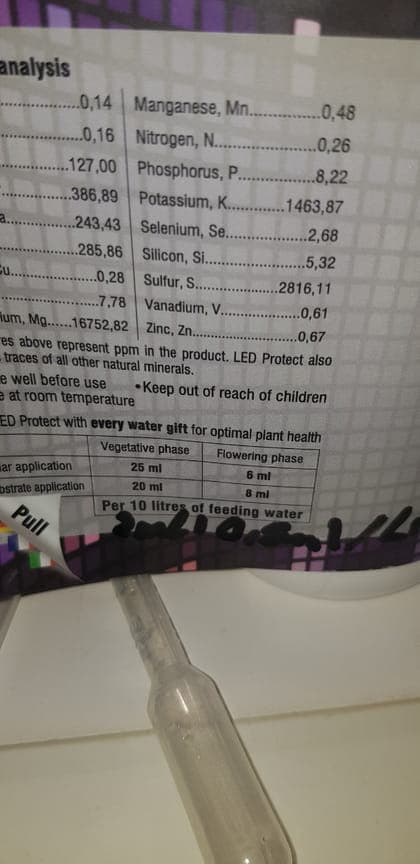 analysis
0,14 Manganese, Mn...............0,48
0,16 Nitrogen, N......................0,26
127,00 Phosphorus, P.................8,22
386,89 Potassium, K.............1463,87
243,43 Selenium, Se..................2,68
285,86 Silicon, Si.......................5,32
0,28 Sulfur, S....................2816,11
7,78 Vanadium, V...................0,61
ium, Mg......16752,82 Zinc, Zn.........................0,67
es above represent ppm in the product. LED Protect also
traces of all other natural minerals.
e well before use •Keep out of reach of children
e at room temperature
ED Protect with every water gift for optimal plant health
Vegetative phase Flowering phase
ar application 25 ml 6 ml
ostrate application 20 ml 8 ml
Per 10 litres of feeding water
Pull